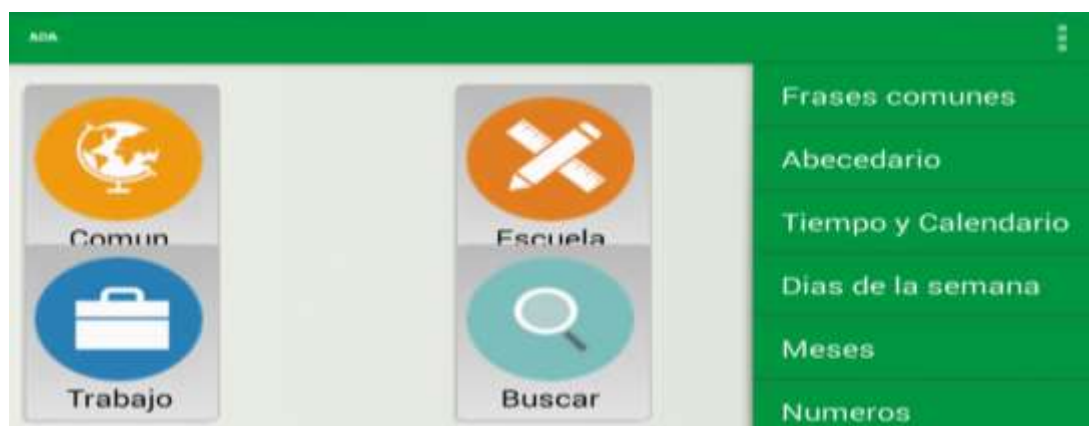 ADA
Comun
Escuela
Trabajo
Buscar
Frases comunes
Abecedario
Tiempo y Calendario
Dias de la semana
Meses
Numeros